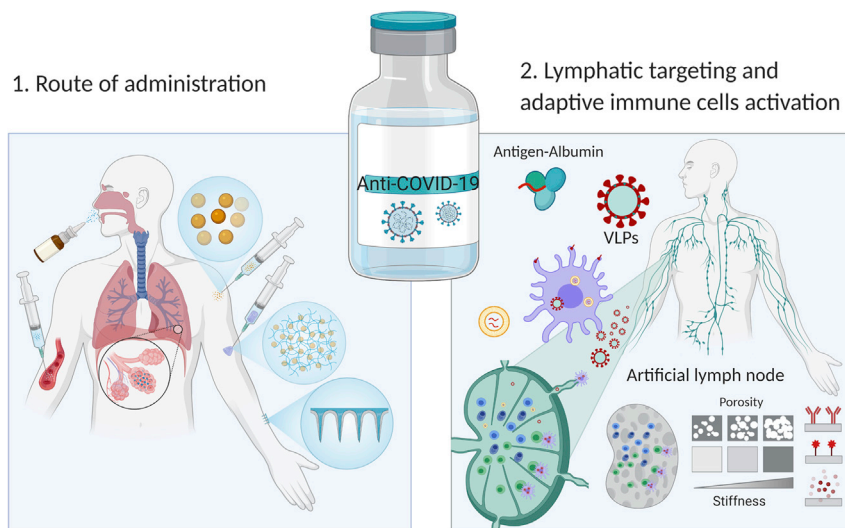 1. Route of administration
2. Lymphatic targeting and
adaptive immune cells activation
Anti-COVID-19
Antigen-Albumin
VLPs
Artificial lymph node
Porosity
Stiffness